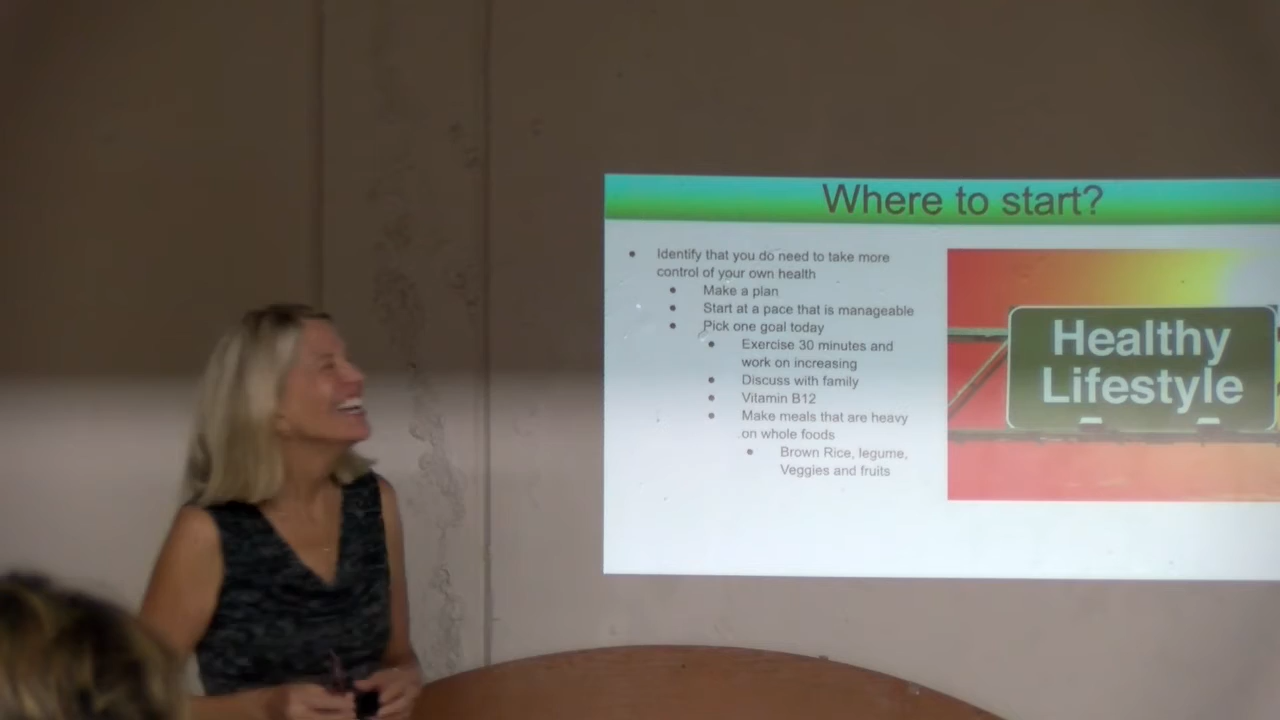 Where to start?
Identify that you do need to take more
control of your own health
Make a plan
Start at a pace that is manageable
Pick one goal today
Exercise 30 minutes and
work on increasing
Discuss with family
Vitamin B12
Make meals that are heavy
on whole foods
Brown Rice, legume,
Veggies and fruits
Healthy
Lifestyle